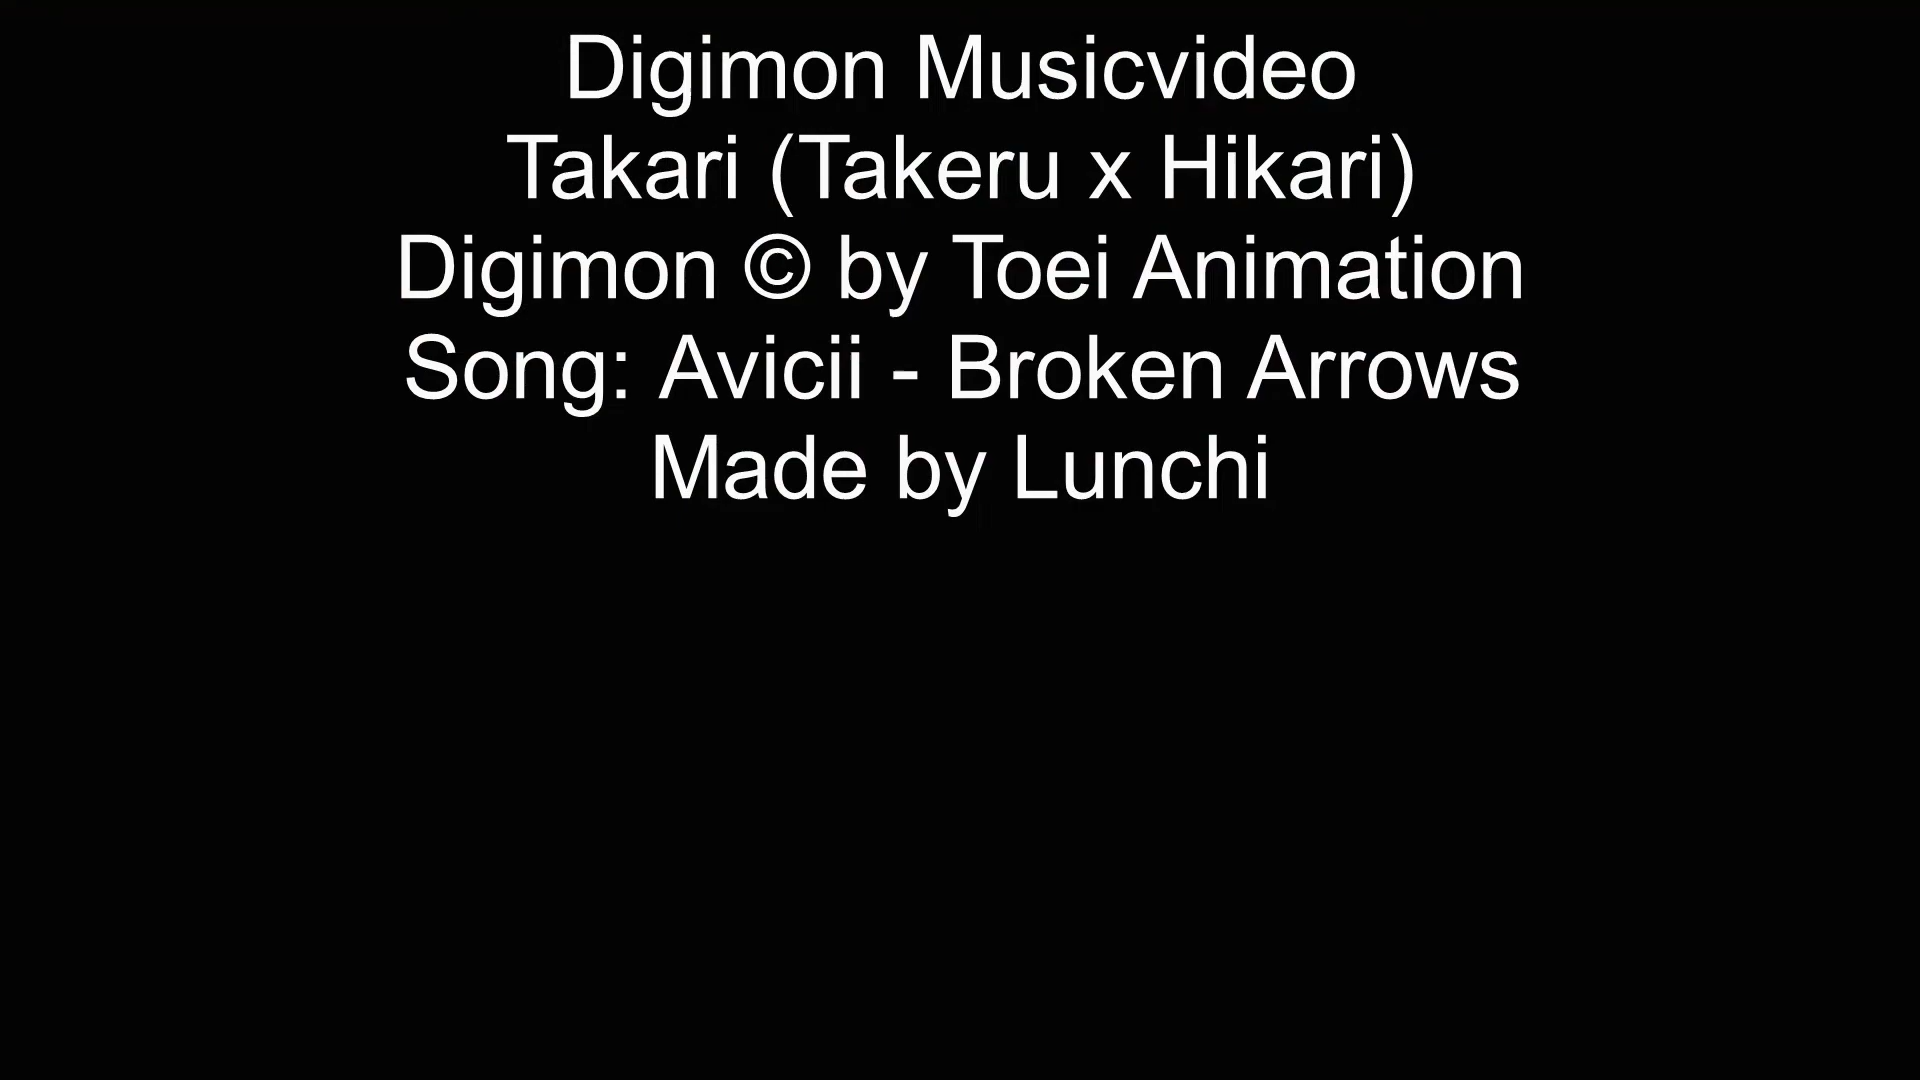 Digimon Musicvideo
Takari (Takeru x Hikari)
Digimon © by Toei Animation
Song: Avicii - Broken Arrows
Made by Lunchi